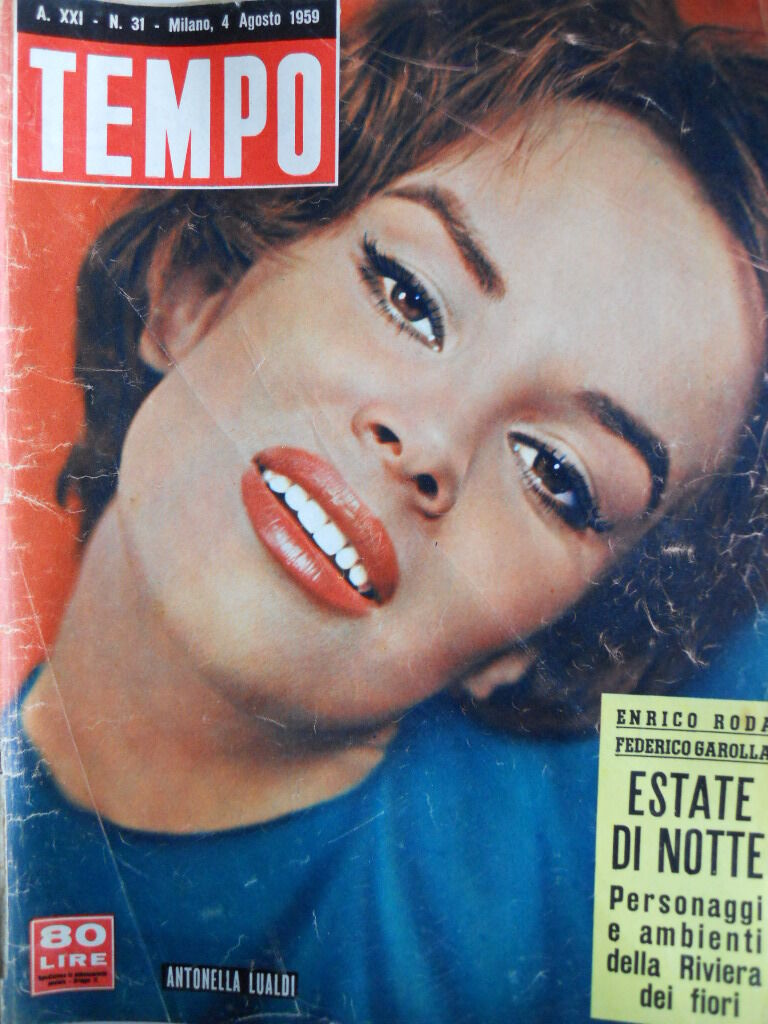 A. XXI - N. 31 - Milano, 4 Agosto 1959
TEMPO
ENRICO RODA
FEDERICO GAROLLA
ESTATE
DI NOTTE
Personaggi
e ambienti
della Riviera
dei fiori
80
LIRE
ANTONELLA LUALDI